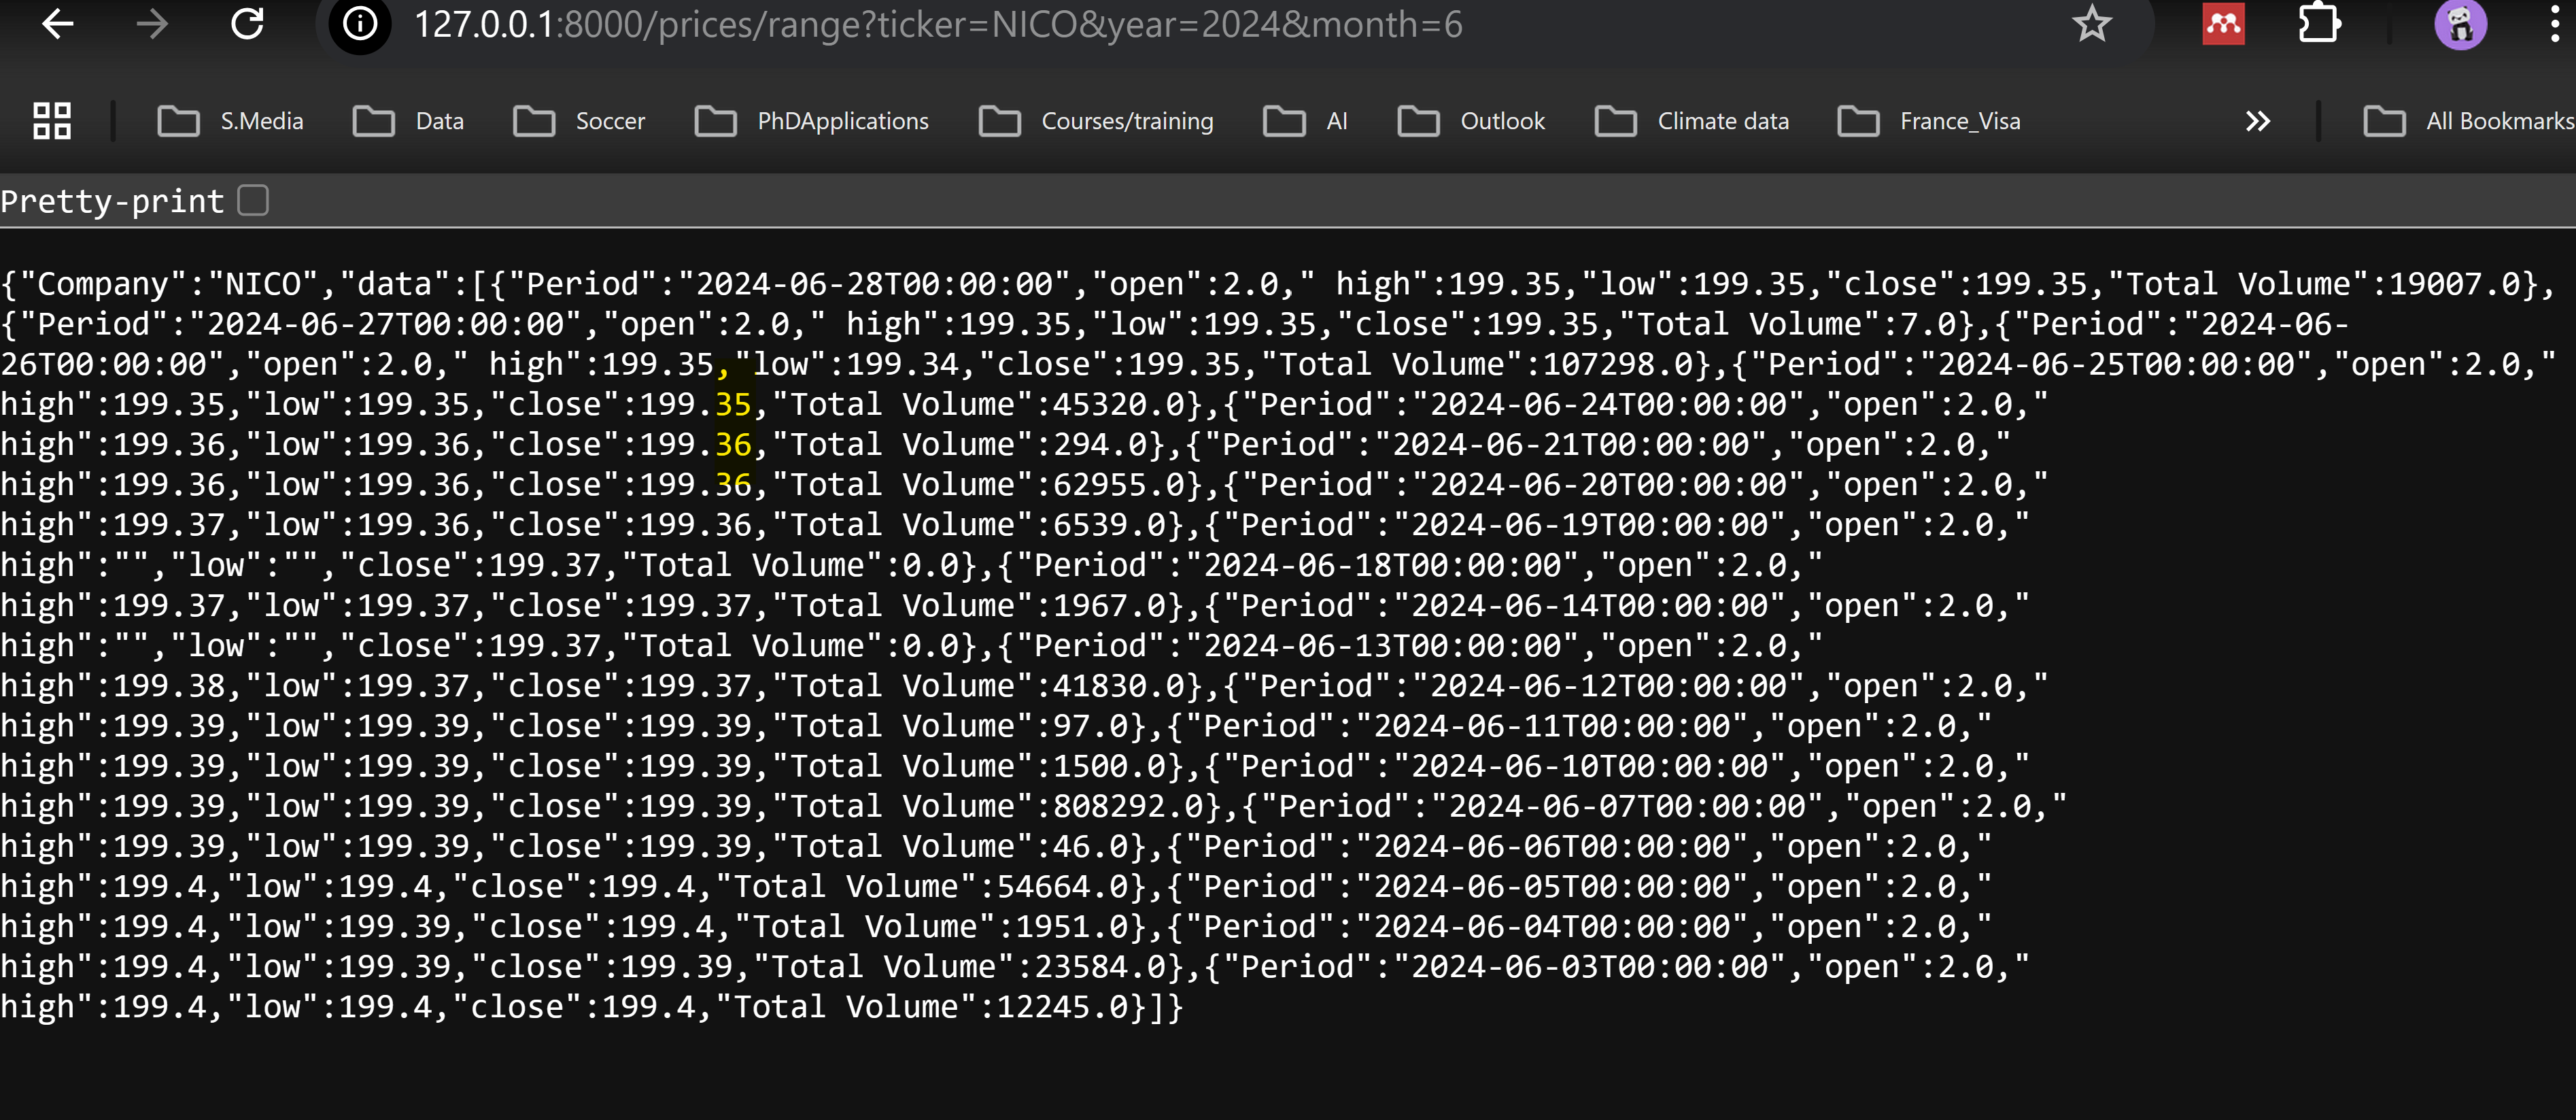 127.0.0.1:8000/prices/range?ticker=NICO&year=2024&month=6
S.Media Data Soccer PhDApplications Courses/training AI Outlook Climate data France_Visa All Bookmarks
Pretty-print
{"Company":"NICO","data":[{"Period":"2024-06-28T00:00:00","open":2.0," high":199.35,"low":199.35,"close":199.35,"Total Volume":19007.0},
{"Period":"2024-06-27T00:00:00","open":2.0," high":199.35,"low":199.35,"close":199.35,"Total Volume":7.0},{"Period":"2024-06-
26T00:00:00","open":2.0," high":199.35,"low":199.34,"close":199.35,"Total Volume":107298.0},{"Period":"2024-06-25T00:00:00","open":2.0,"
high":199.35,"low":199.35,"close":199.35,"Total Volume":45320.0},{"Period":"2024-06-24T00:00:00","open":2.0,"
high":199.36,"low":199.36,"close":199.36,"Total Volume":294.0},{"Period":"2024-06-21T00:00:00","open":2.0,"
high":199.36,"low":199.36,"close":199.36,"Total Volume":62955.0},{"Period":"2024-06-20T00:00:00","open":2.0,"
high":199.37,"low":199.36,"close":199.36,"Total Volume":6539.0},{"Period":"2024-06-19T00:00:00","open":2.0,"
high":"","low":"","close":199.37,"Total Volume":0.0},{"Period":"2024-06-18T00:00:00","open":2.0,"
high":199.37,"low":199.37,"close":199.37,"Total Volume":1967.0},{"Period":"2024-06-14T00:00:00","open":2.0,"
high":"","low":"","close":199.37,"Total Volume":0.0},{"Period":"2024-06-13T00:00:00","open":2.0,"
high":199.38,"low":199.37,"close":199.37,"Total Volume":41830.0},{"Period":"2024-06-12T00:00:00","open":2.0,"
high":199.39,"low":199.39,"close":199.39,"Total Volume":97.0},{"Period":"2024-06-11T00:00:00","open":2.0,"
high":199.39,"low":199.39,"close":199.39,"Total Volume":1500.0},{"Period":"2024-06-10T00:00:00","open":2.0,"
high":199.39,"low":199.39,"close":199.39,"Total Volume":808292.0},{"Period":"2024-06-07T00:00:00","open":2.0,"
high":199.39,"low":199.39,"close":199.39,"Total Volume":46.0},{"Period":"2024-06-06T00:00:00","open":2.0,"
high":199.4,"low":199.4,"close":199.4,"Total Volume":54664.0},{"Period":"2024-06-05T00:00:00","open":2.0,"
high":199.4,"low":199.39,"close":199.4,"Total Volume":1951.0},{"Period":"2024-06-04T00:00:00","open":2.0,"
high":199.4,"low":199.39,"close":199.39,"Total Volume":23584.0},{"Period":"2024-06-03T00:00:00","open":2.0,"
high":199.4,"low":199.4,"close":199.4,"Total Volume":12245.0}]}